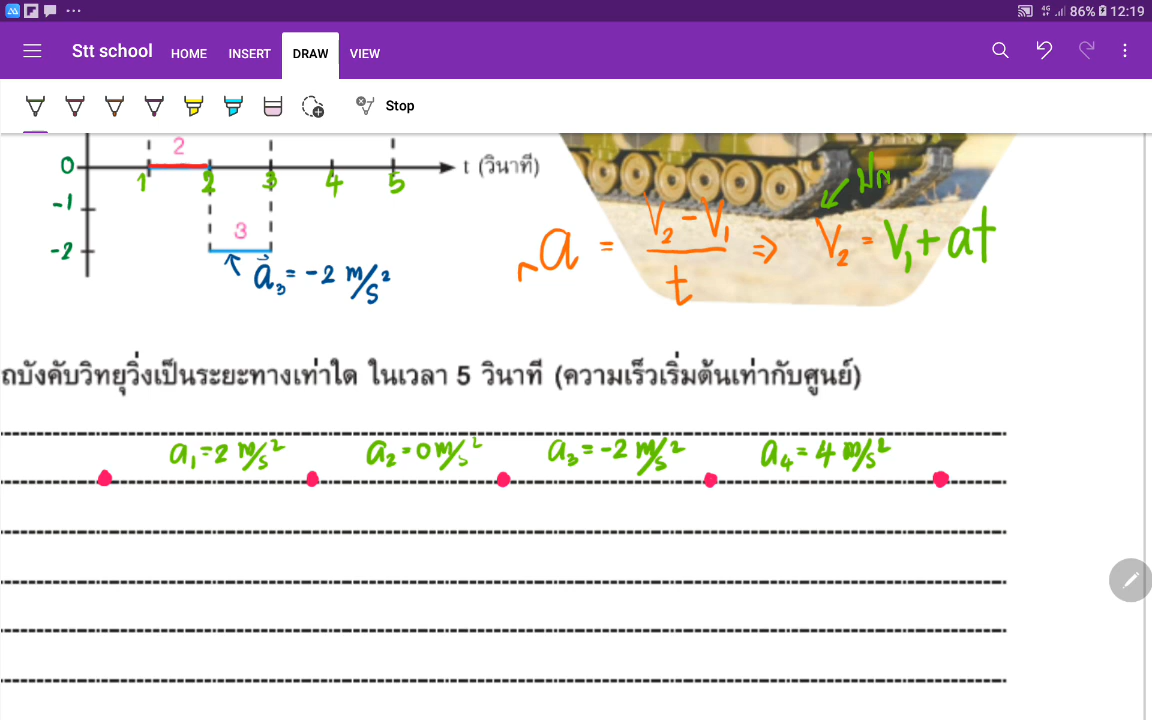 4G 86% 12:19
Stt school HOME INSERT DRAW VIEW
Stop
2
0
1 2 3 4 5 t (วินาที)
-1
3
-2
a⃗₃ = -2 m/s²
a = (V₂ - V₁)/t ⇒ V₂ = V₁ + at
ถบังคับวิทยุวิ่งเป็นระยะทางเท่าใด ในเวลา 5 วินาที (ความเร็วเริ่มต้นเท่ากับศูนย์)
a₁ = 2 m/s² a₂ = 0 m/s² a₃ = -2 m/s² a₄ = 4 m/s²